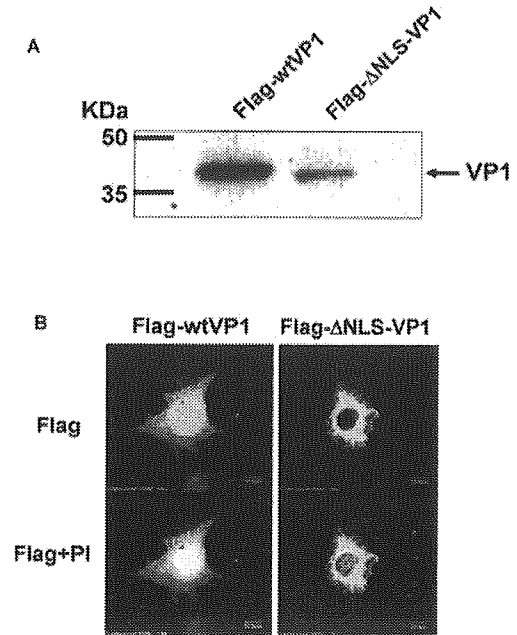 A
Flag-wtVP1
Flag-ΔNLS-VP1
KDa
50
35
VP1
B
Flag-wtVP1
Flag-ΔNLS-VP1
Flag
Flag+PI